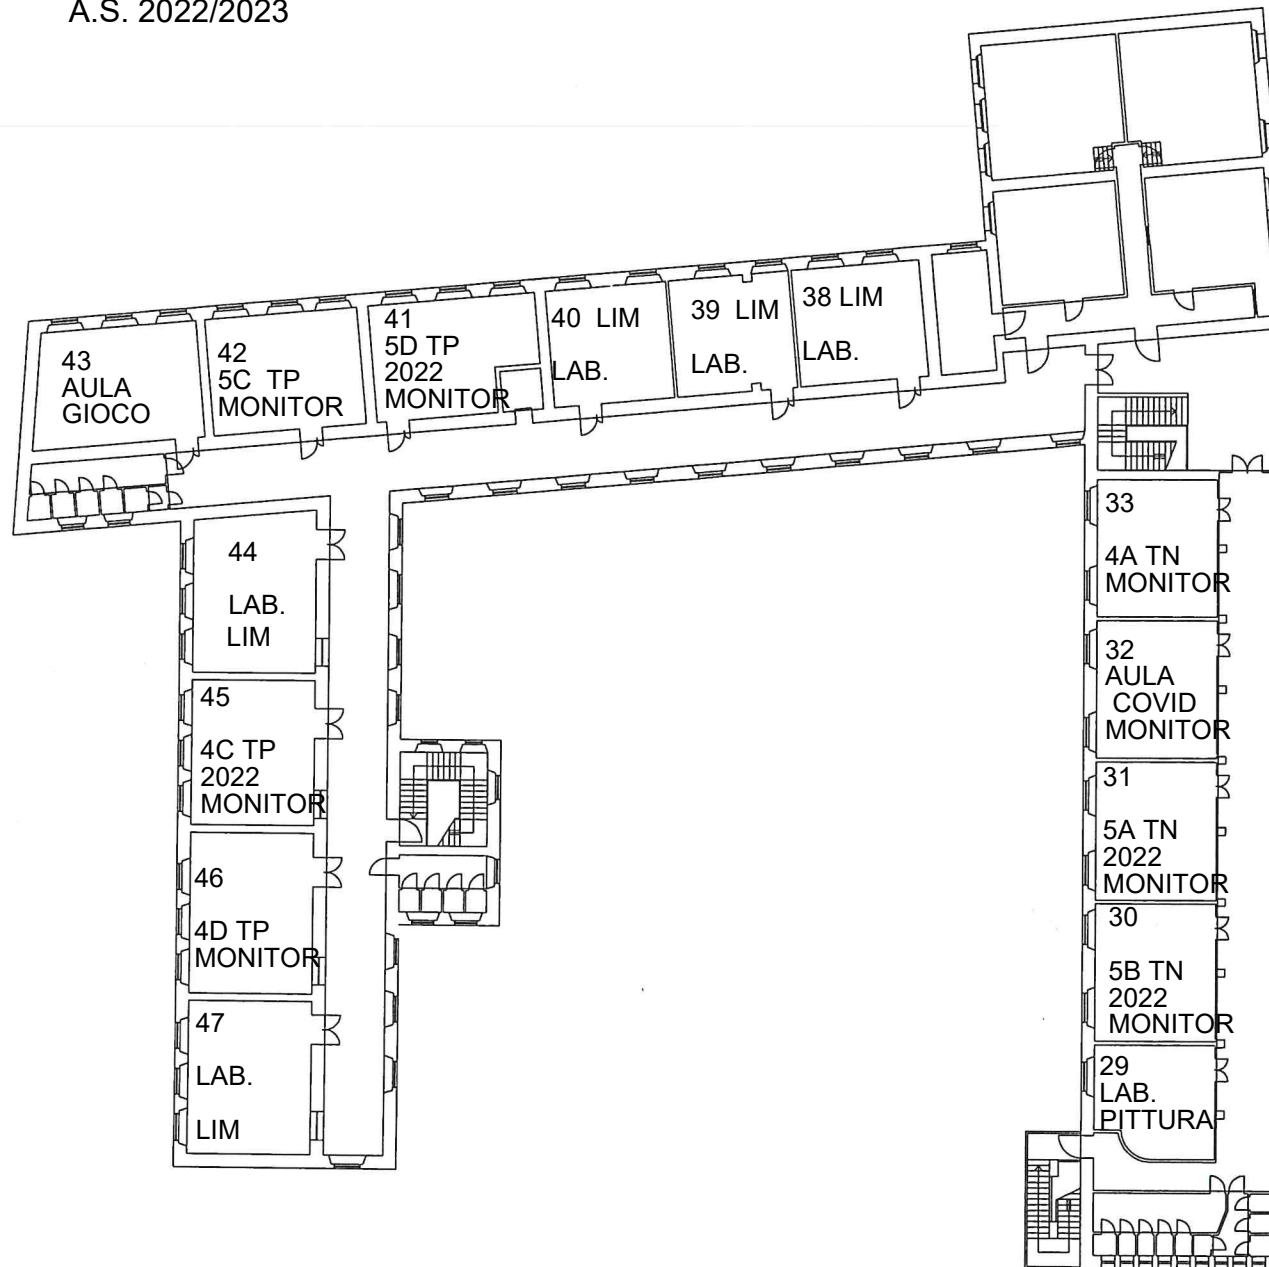 A.S. 2022/2023
43
AULA
GIOCO
42
5C TP
MONITOR
41
5D TP
2022
MONITOR
40 LIM
LAB.
39 LIM
LAB.
38 LIM
LAB.
44
LAB.
LIM
45
4C TP
2022
MONITOR
46
4D TP
MONITOR
47
LAB.
LIM
33
4A TN
MONITOR
32
AULA
COVID
MONITOR
31
5A TN
2022
MONITOR
30
5B TN
2022
MONITOR
29
LAB.
PITTURA